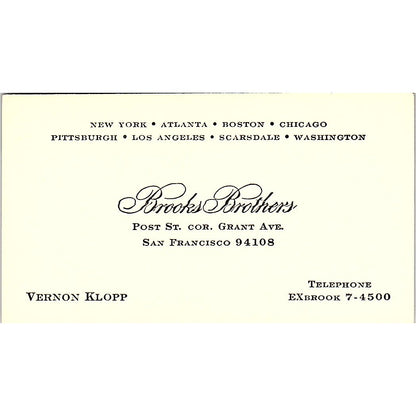 NEW YORK • ATLANTA • BOSTON • CHICAGO
PITTSBURGH • LOS ANGELES • SCARSDALE • WASHINGTON
Brooks Brothers
POST ST. COR. GRANT AVE.
SAN FRANCISCO 94108
VERNON KLOPP
TELEPHONE
EXBROOK 7-4500